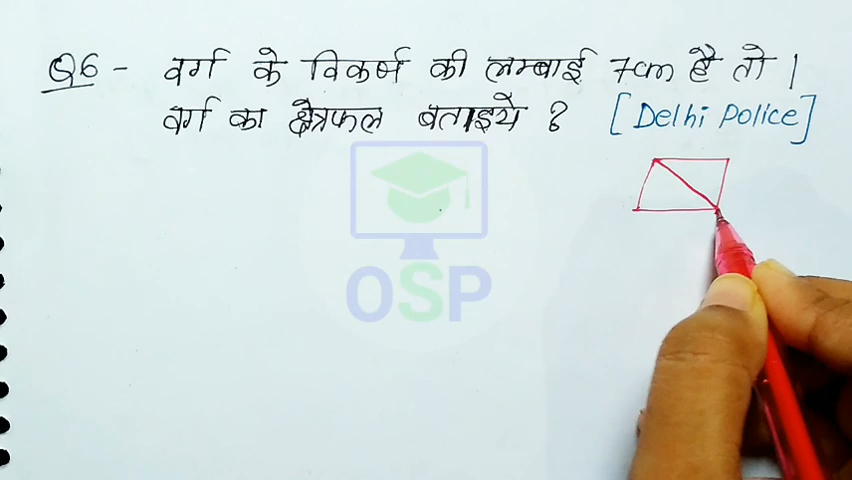 Q6 - वर्ग के विकर्ण की लम्बाई 7cm है तो।
वर्ग का क्षेत्रफल बताइये ? [Delhi Police]
OSP